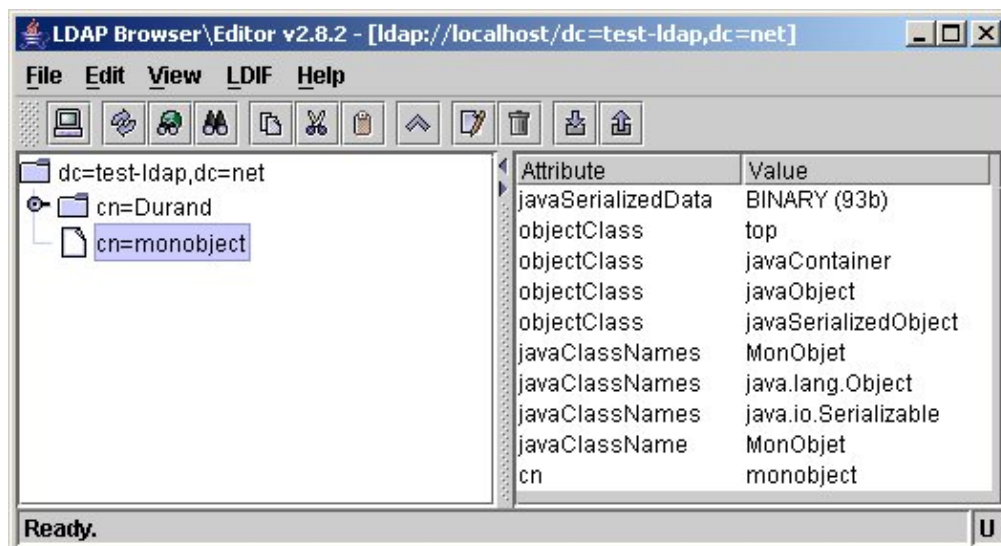 LDAP Browser\Editor v2.8.2 - [ldap://localhost/dc=test-ldap,dc=net]
File Edit View LDIF Help
dc=test-ldap,dc=net
cn=Durand
cn=monobject
Attribute Value
javaSerializedData BINARY (93b)
objectClass top
objectClass javaContainer
objectClass javaObject
objectClass javaSerializedObject
javaClassNames MonObjet
javaClassNames java.lang.Object
javaClassNames java.io.Serializable
javaClassName MonObjet
cn monobject
Ready. U